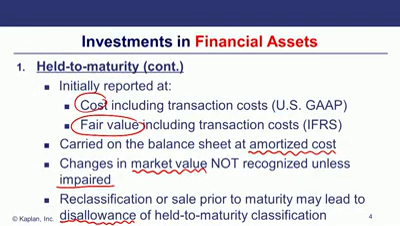 Investments in Financial Assets
1. Held-to-maturity (cont.)
Initially reported at:
Cost including transaction costs (U.S. GAAP)
Fair value including transaction costs (IFRS)
Carried on the balance sheet at amortized cost
Changes in market value NOT recognized unless
impaired
Reclassification or sale prior to maturity may lead to
disallowance of held-to-maturity classification
© Kaplan, Inc.
4